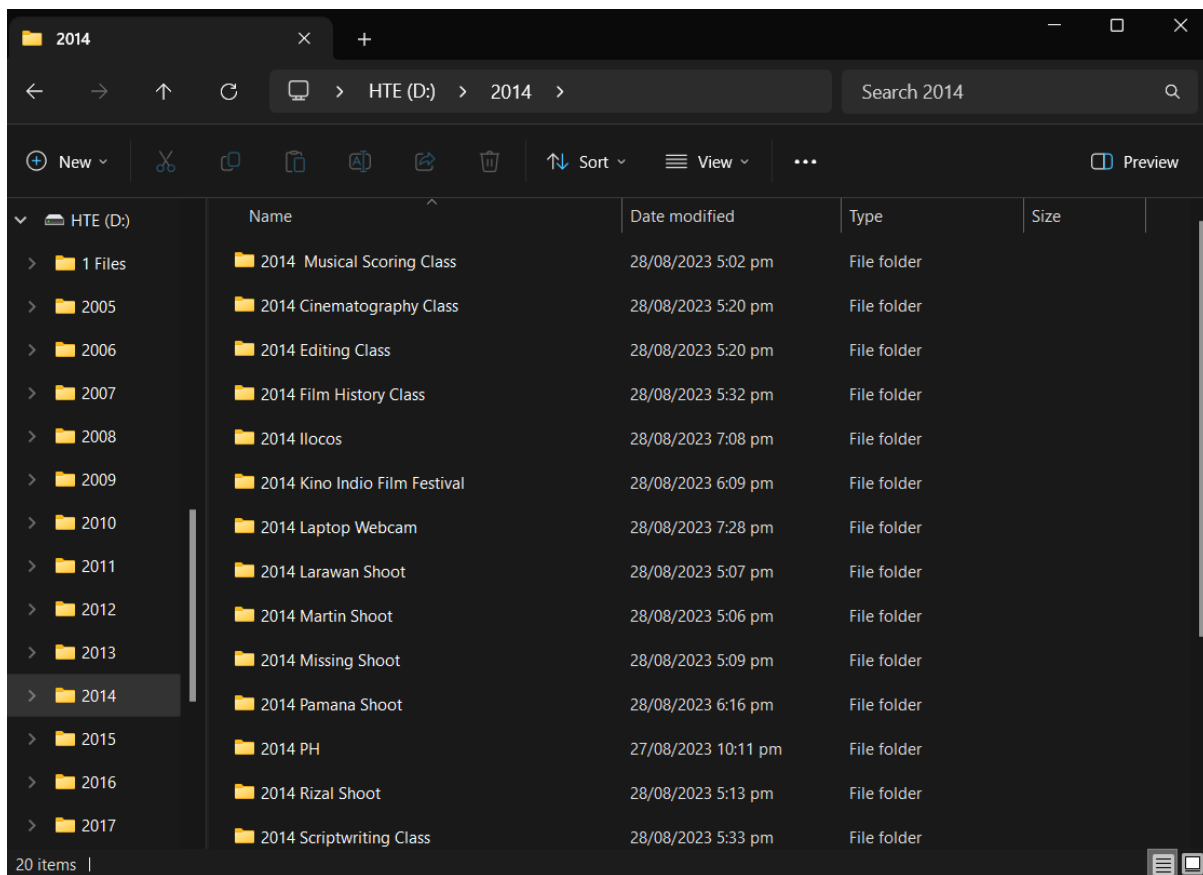 2014
HTE (D:) > 2014 >
Search 2014
New
Sort
View
Preview
HTE (D:)
1 Files
2005
2006
2007
2008
2009
2010
2011
2012
2013
2014
2015
2016
2017
Name Date modified Type Size
2014  Musical Scoring Class 28/08/2023 5:02 pm File folder
2014 Cinematography Class 28/08/2023 5:20 pm File folder
2014 Editing Class 28/08/2023 5:20 pm File folder
2014 Film History Class 28/08/2023 5:32 pm File folder
2014 Ilocos 28/08/2023 7:08 pm File folder
2014 Kino Indio Film Festival 28/08/2023 6:09 pm File folder
2014 Laptop Webcam 28/08/2023 7:28 pm File folder
2014 Larawan Shoot 28/08/2023 5:07 pm File folder
2014 Martin Shoot 28/08/2023 5:06 pm File folder
2014 Missing Shoot 28/08/2023 5:09 pm File folder
2014 Pamana Shoot 28/08/2023 6:16 pm File folder
2014 PH 27/08/2023 10:11 pm File folder
2014 Rizal Shoot 28/08/2023 5:13 pm File folder
2014 Scriptwriting Class 28/08/2023 5:33 pm File folder
20 items